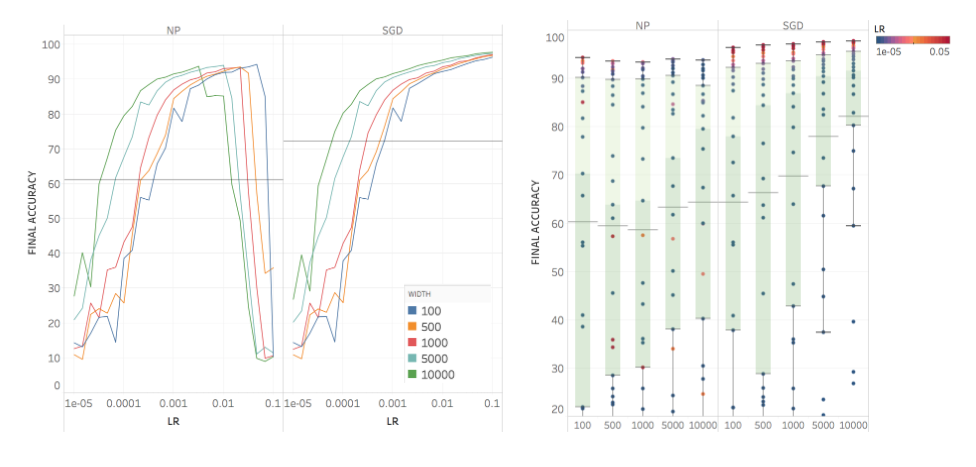 NP SGD
100
90
80
70
60
50
40
30
20
10
0
FINAL ACCURACY
WIDTH
100
500
1000
5000
10000
1e-05 0.0001 0.001 0.01 0.1 1e-05 0.0001 0.001 0.01 0.1
LR LR
NP SGD
100
90
80
70
60
50
40
30
20
FINAL ACCURACY
100 500 1000 5000 10000 100 500 1000 5000 10000
LR
1e-05 0.05